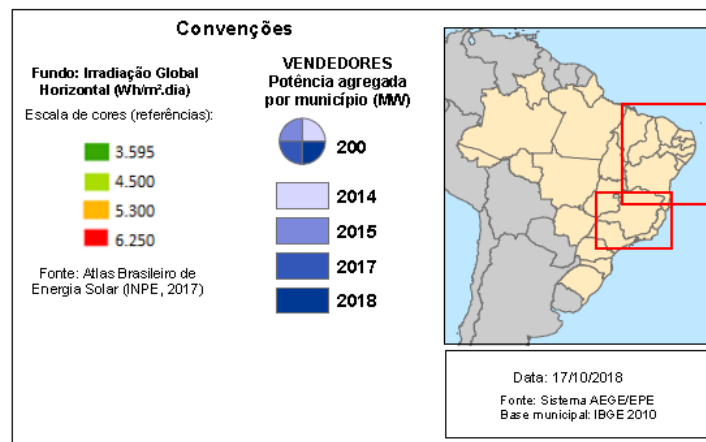 Convenções
Fundo: Irradiação Global
Horizontal (Wh/m².dia)
Escala de cores (referências):
3.595
4.500
5.300
6.250
Fonte: Atlas Brasileiro de
Energia Solar (INPE, 2017)
VENDEDORES
Potência agregada
por município (MW)
200
2014
2015
2017
2018
Data: 17/10/2018
Fonte: Sistema AEGE/EPE
Base municipal: IBGE 2010